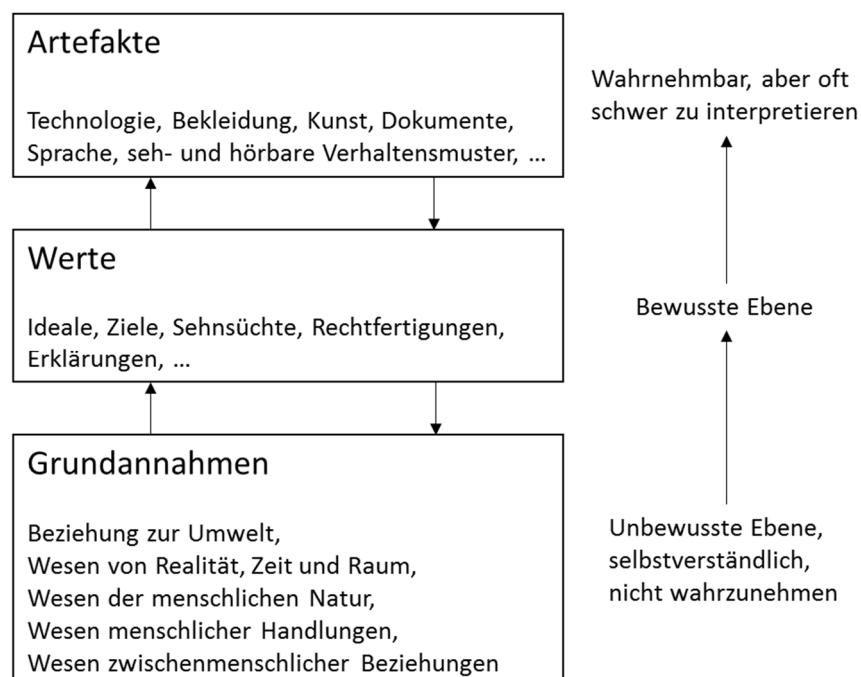 Artefakte
Technologie, Bekleidung, Kunst, Dokumente,
Sprache, seh- und hörbare Verhaltensmuster, …
Wahrnehmbar, aber oft
schwer zu interpretieren
Werte
Ideale, Ziele, Sehnsüchte, Rechtfertigungen,
Erklärungen, …
Bewusste Ebene
Grundannahmen
Beziehung zur Umwelt,
Wesen von Realität, Zeit und Raum,
Wesen der menschlichen Natur,
Wesen menschlicher Handlungen,
Wesen zwischenmenschlicher Beziehungen
Unbewusste Ebene,
selbstverständlich,
nicht wahrzunehmen